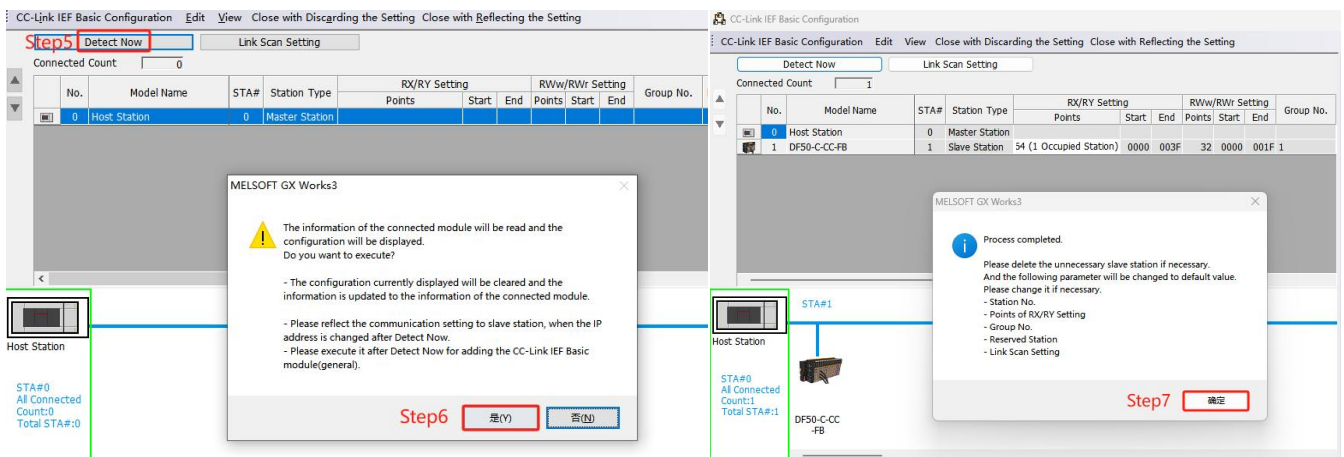 CC-Link IEF Basic Configuration Edit View Close with Discarding the Setting Close with Reflecting the Setting
Step5 Detect Now Link Scan Setting
Connected Count 0
No. Model Name STA# Station Type RX/RY Setting RWw/RWr Setting Group No.
Points Start End Points Start End
0 Host Station 0 Master Station
MELSOFT GX Works3
The information of the connected module will be read and the
configuration will be displayed.
Do you want to execute?
- The configuration currently displayed will be cleared and the
information is updated to the information of the connected module.
- Please reflect the communication setting to slave station, when the IP
address is changed after Detect Now.
- Please execute it after Detect Now for adding the CC-Link IEF Basic
module(general).
Step6 是(Y) 否(N)
Host Station
STA#0
All Connected
Count:0
Total STA#:0
CC-Link IEF Basic Configuration
CC-Link IEF Basic Configuration Edit View Close with Discarding the Setting Close with Reflecting the Setting
Detect Now Link Scan Setting
Connected Count 1
No. Model Name STA# Station Type RX/RY Setting RWw/RWr Setting Group No.
Points Start End Points Start End
0 Host Station 0 Master Station
1 DF50-C-CC-FB 1 Slave Station 54 (1 Occupied Station) 0000 003F 32 0000 001F 1
MELSOFT GX Works3
Process completed.
Please delete the unnecessary slave station if necessary.
And the following parameter will be changed to default value.
Please change it if necessary.
- Station No.
- Points of RX/RY Setting
- Group No.
- Reserved Station
- Link Scan Setting
Step7 确定
STA#1
Host Station
STA#0
All Connected
Count:1
Total STA#:1
DF50-C-CC
-FB